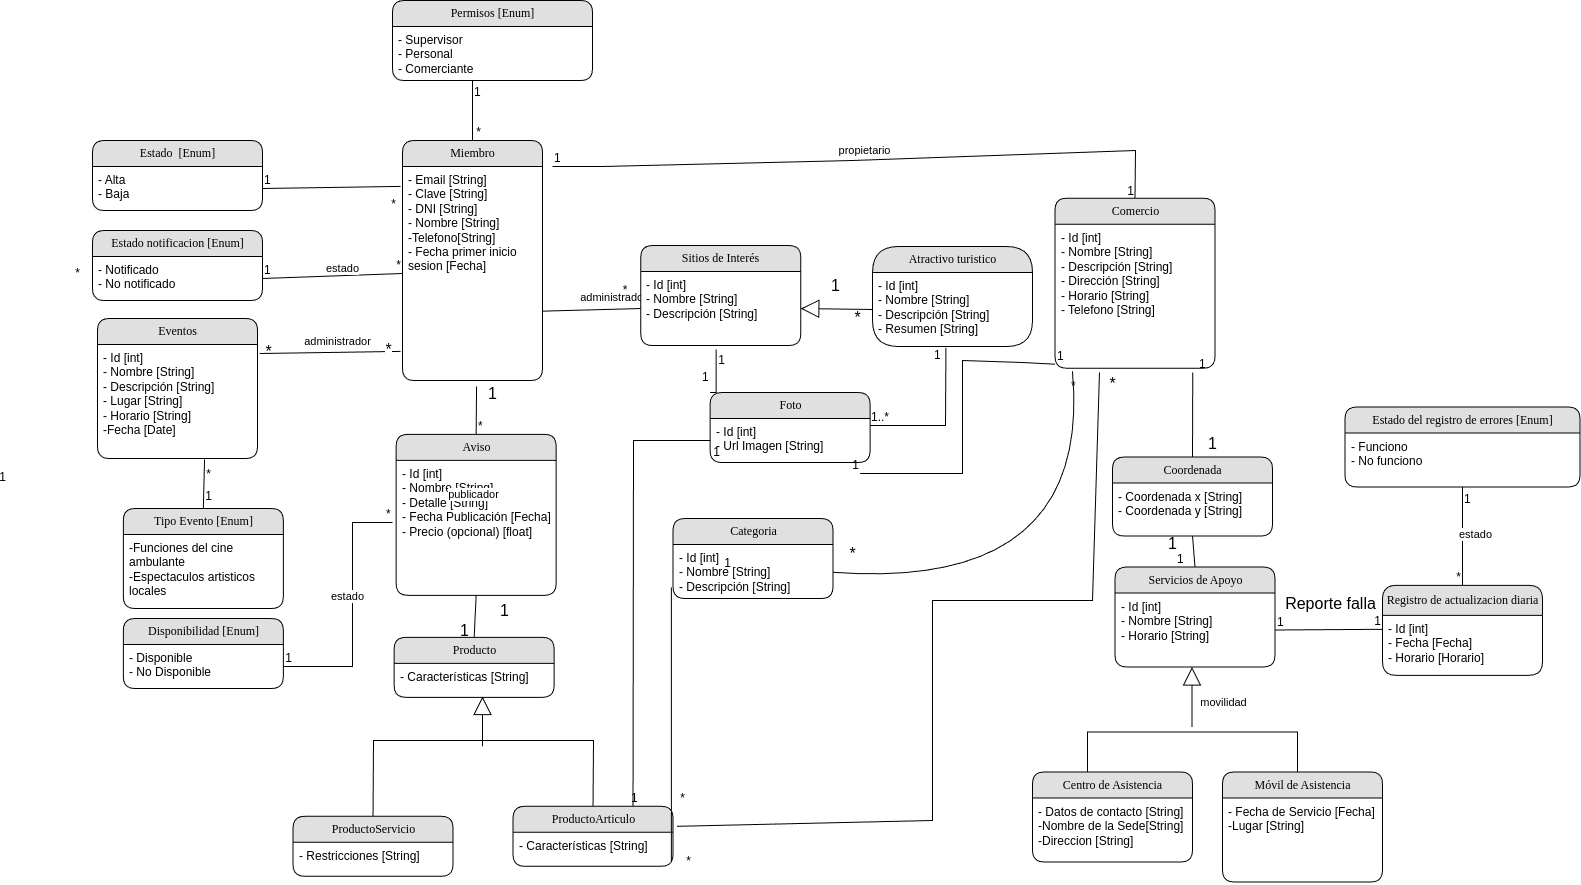 Permisos [Enum]
- Supervisor
- Personal
- Comerciante
1
*
Estado  [Enum]
- Alta
- Baja
1
*
Miembro
- Email [String]
- Clave [String]
- DNI [String]
- Nombre [String]
-Telefono[String]
- Fecha primer inicio
sesion [Fecha]
1
propietario
1
Comercio
- Id [int]
- Nombre [String]
- Descripción [String]
- Dirección [String]
- Horario [String]
- Telefono [String]
1
1
Estado notificacion [Enum]
- Notificado
- No notificado
*
1
estado
*
Sitios de Interés
- Id [int]
- Nombre [String]
- Descripción [String]
*
administrado
1
*
Atractivo turistico
- Id [int]
- Nombre [String]
- Descripción [String]
- Resumen [String]
1
Eventos
- Id [int]
- Nombre [String]
- Descripción [String]
- Lugar [String]
- Horario [String]
-Fecha [Date]
*
administrador
*
1
1
Foto
- Id [int]
- Url Imagen [String]
1
1..*
1
*
*
1
*
Aviso
- Id [int]
- Nombre [String]
publicador
- Detalle [String]
- Fecha Publicación [Fecha]
- Precio (opcional) [float]
*
1
*
1
Tipo Evento [Enum]
-Funciones del cine
ambulante
-Espectaculos artisticos
locales
Disponibilidad [Enum]
- Disponible
- No Disponible
1
estado
1
1
Producto
- Características [String]
Categoria
- Id [int]
1
- Nombre [String]
- Descripción [String]
*
1
Coordenada
- Coordenada x [String]
- Coordenada y [String]
1
1
Servicios de Apoyo
- Id [int]
- Nombre [String]
- Horario [String]
Estado del registro de errores [Enum]
- Funciono
- No funciono
1
estado
*
Reporte falla
1
1
Registro de actualizacion diaria
- Id [int]
- Fecha [Fecha]
- Horario [Horario]
movilidad
Centro de Asistencia
- Datos de contacto [String]
-Nombre de la Sede[String]
-Direccion [String]
Móvil de Asistencia
- Fecha de Servicio [Fecha]
-Lugar [String]
ProductoServicio
- Restricciones [String]
1
*
ProductoArticulo
- Características [String]
*